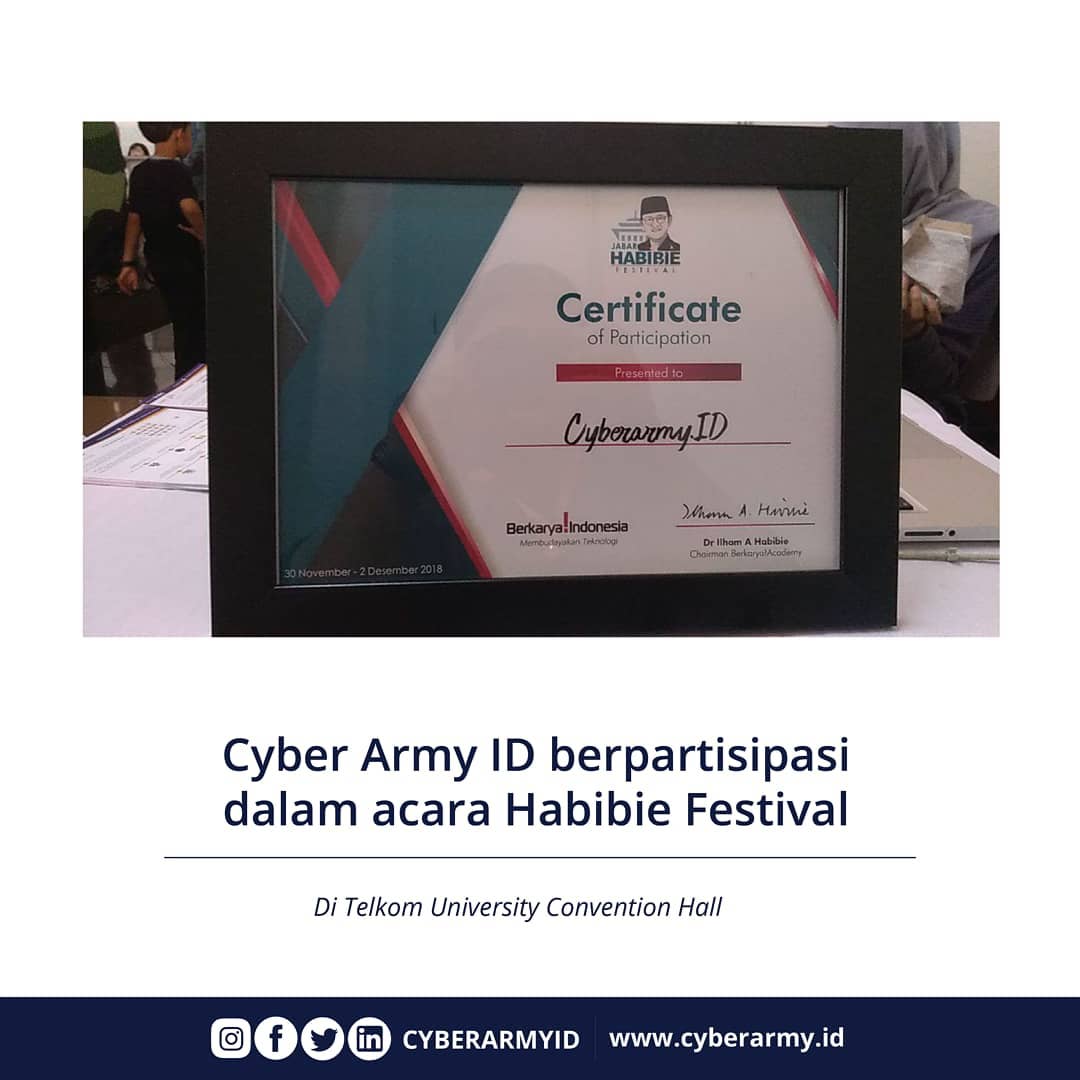 JABAR
HABIBIE
FESTIVAL
Certificate
of Participation
Presented to
Cyberarmy.ID
Berkarya!Indonesia
Membudayakan Teknologi
Dr Ilham A Habibie
Chairman Berkarya!Academy
30 November - 2 Desember 2018
Cyber Army ID berpartisipasi
dalam acara Habibie Festival
Di Telkom University Convention Hall
CYBERARMYID
www.cyberarmy.id